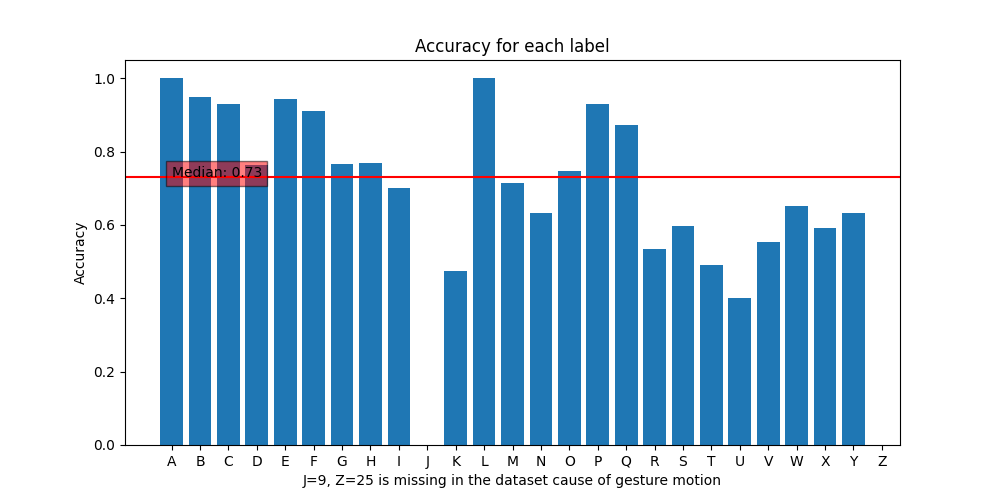 Accuracy for each label
1.0
0.8
0.6
0.4
0.2
0.0
Accuracy
Median: 0.73
A B C D E F G H I J K L M N O P Q R S T U V W X Y Z
J=9, Z=25 is missing in the dataset cause of gesture motion